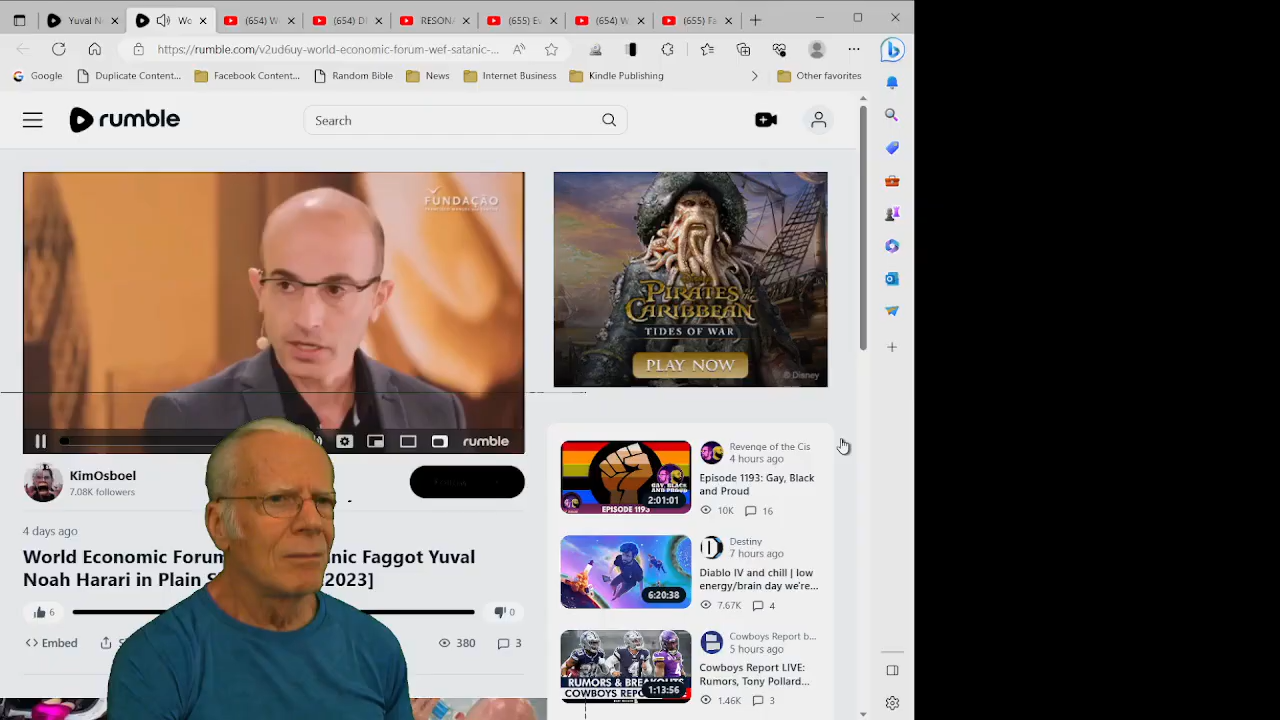 Yuval N
Wo
(654) W
(654) D
RESON
(655) E
(654) W
(655) Fa
https://rumble.com/v2ud6uy-world-economic-forum-wef-satanic-...
Google
Duplicate Conten...
Facebook Content...
Random Bible
News
Internet Business
Kindle Publishing
Other favorites
rumble
Search
FUNDAÇÃO
PIRATES of the CARIBBEAN
TIDES OF WAR
PLAY NOW
© Disney
rumble
KimOsboel
7.08K followers
Follow
4 days ago
World Economic Forum nic Faggot Yuval
Noah Harari in Plain S 2023]
6
0
Embed
S
380
3
GAY, BLACK
AND PROUD
2:01:01
EPISODE 1193
Revenge of the Cis
4 hours ago
Episode 1193: Gay, Black
and Proud
10K
16
6:20:38
Destiny
7 hours ago
Diablo IV and chill | low
energy/brain day we're...
7.67K
4
RUMORS & BREAKOUTS
COWBOYS REPO
1:13:56
Cowboys Report b...
5 hours ago
Cowboys Report LIVE:
Rumors, Tony Pollard...
1.46K
3